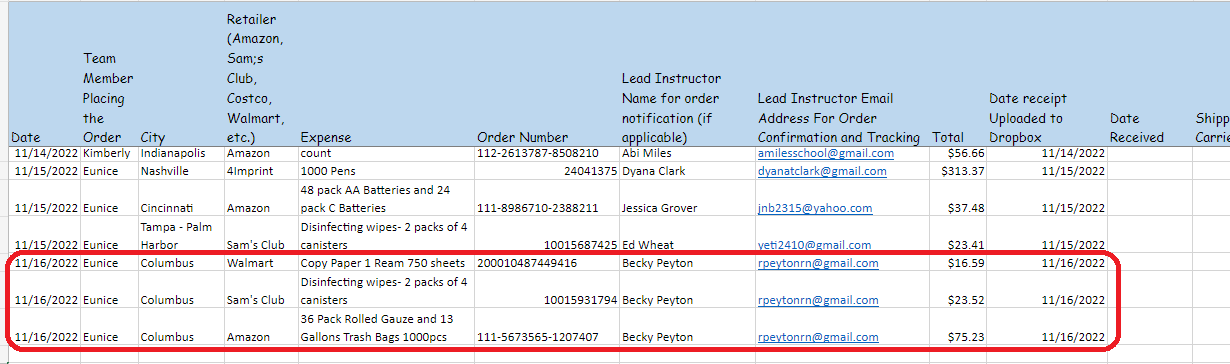 Date Team Member Placing the Order City Retailer (Amazon, Sam;s Club, Costco, Walmart, etc.) Expense Order Number Lead Instructor Name for order notification (if applicable) Lead Instructor Email Address For Order Confirmation and Tracking Total Date receipt Uploaded to Dropbox Date Received Shipp Carrie
11/14/2022 Kimberly Indianapolis Amazon count 112-2613787-8508210 Abi Miles amilesschool@gmail.com $56.66 11/14/2022
11/15/2022 Eunice Nashville 4Imprint 1000 Pens 24041375 Dyana Clark dyanatclark@gmail.com $313.37 11/15/2022
11/15/2022 Eunice Cincinnati Amazon 48 pack AA Batteries and 24 pack C Batteries 111-8986710-2388211 Jessica Grover jnb2315@yahoo.com $37.48 11/15/2022
11/15/2022 Eunice Tampa - Palm Harbor Sam's Club Disinfecting wipes- 2 packs of 4 canisters 10015687425 Ed Wheat yeti2410@gmail.com $23.41 11/15/2022
11/16/2022 Eunice Columbus Walmart Copy Paper 1 Ream 750 sheets 200010487449416 Becky Peyton rpeytonrn@gmail.com $16.59 11/16/2022
11/16/2022 Eunice Columbus Sam's Club Disinfecting wipes- 2 packs of 4 canisters 10015931794 Becky Peyton rpeytonrn@gmail.com $23.52 11/16/2022
11/16/2022 Eunice Columbus Amazon 36 Pack Rolled Gauze and 13 Gallons Trash Bags 1000pcs 111-5673565-1207407 Becky Peyton rpeytonrn@gmail.com $75.23 11/16/2022